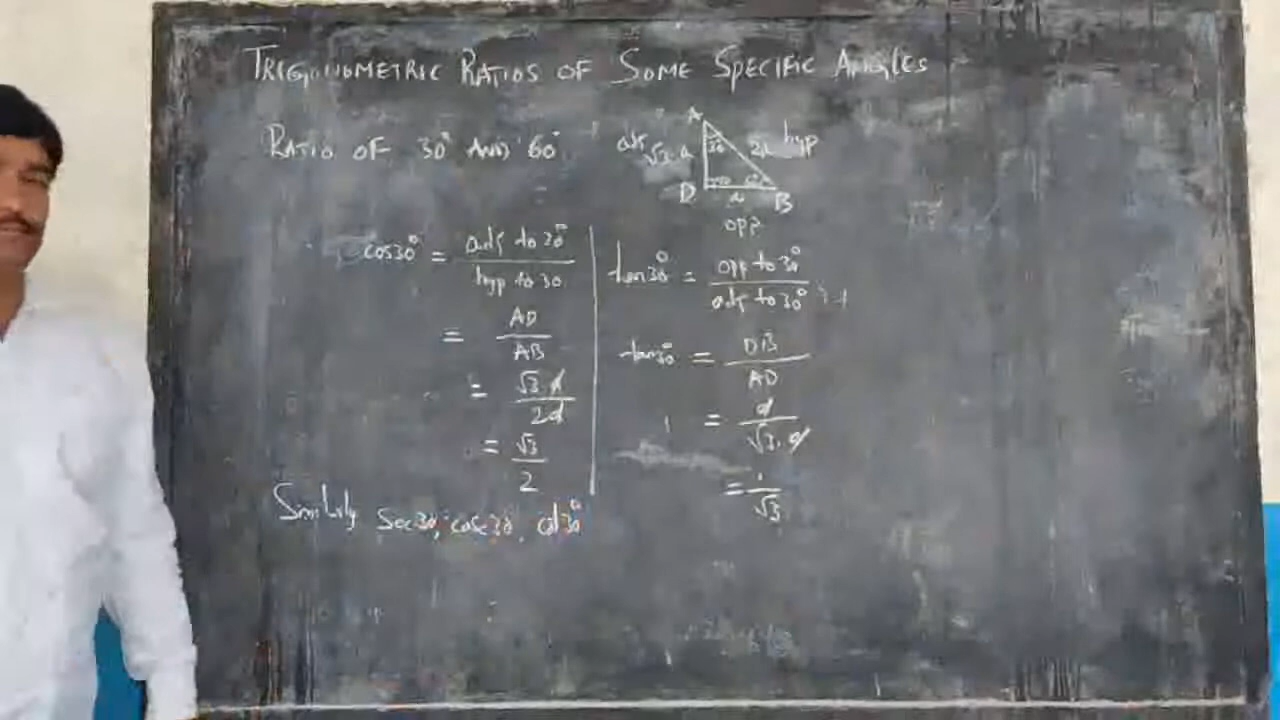 TRIGONOMETRIC RATIOS OF SOME SPECIFIC ANGLES
RATIO OF 30° AND 60°
A
adj √3.a 30° 2a hyp
D 60° B
a
opp
cos30° = adj to 30° / hyp to 30
= AD / AB
= √3.a / 2a
= √3 / 2
tan30° = opp to 30° / adj to 30°
tan30° = DB / AD
= a / √3.a
= 1 / √3
Similarly Sec30, cosec30, cot30°